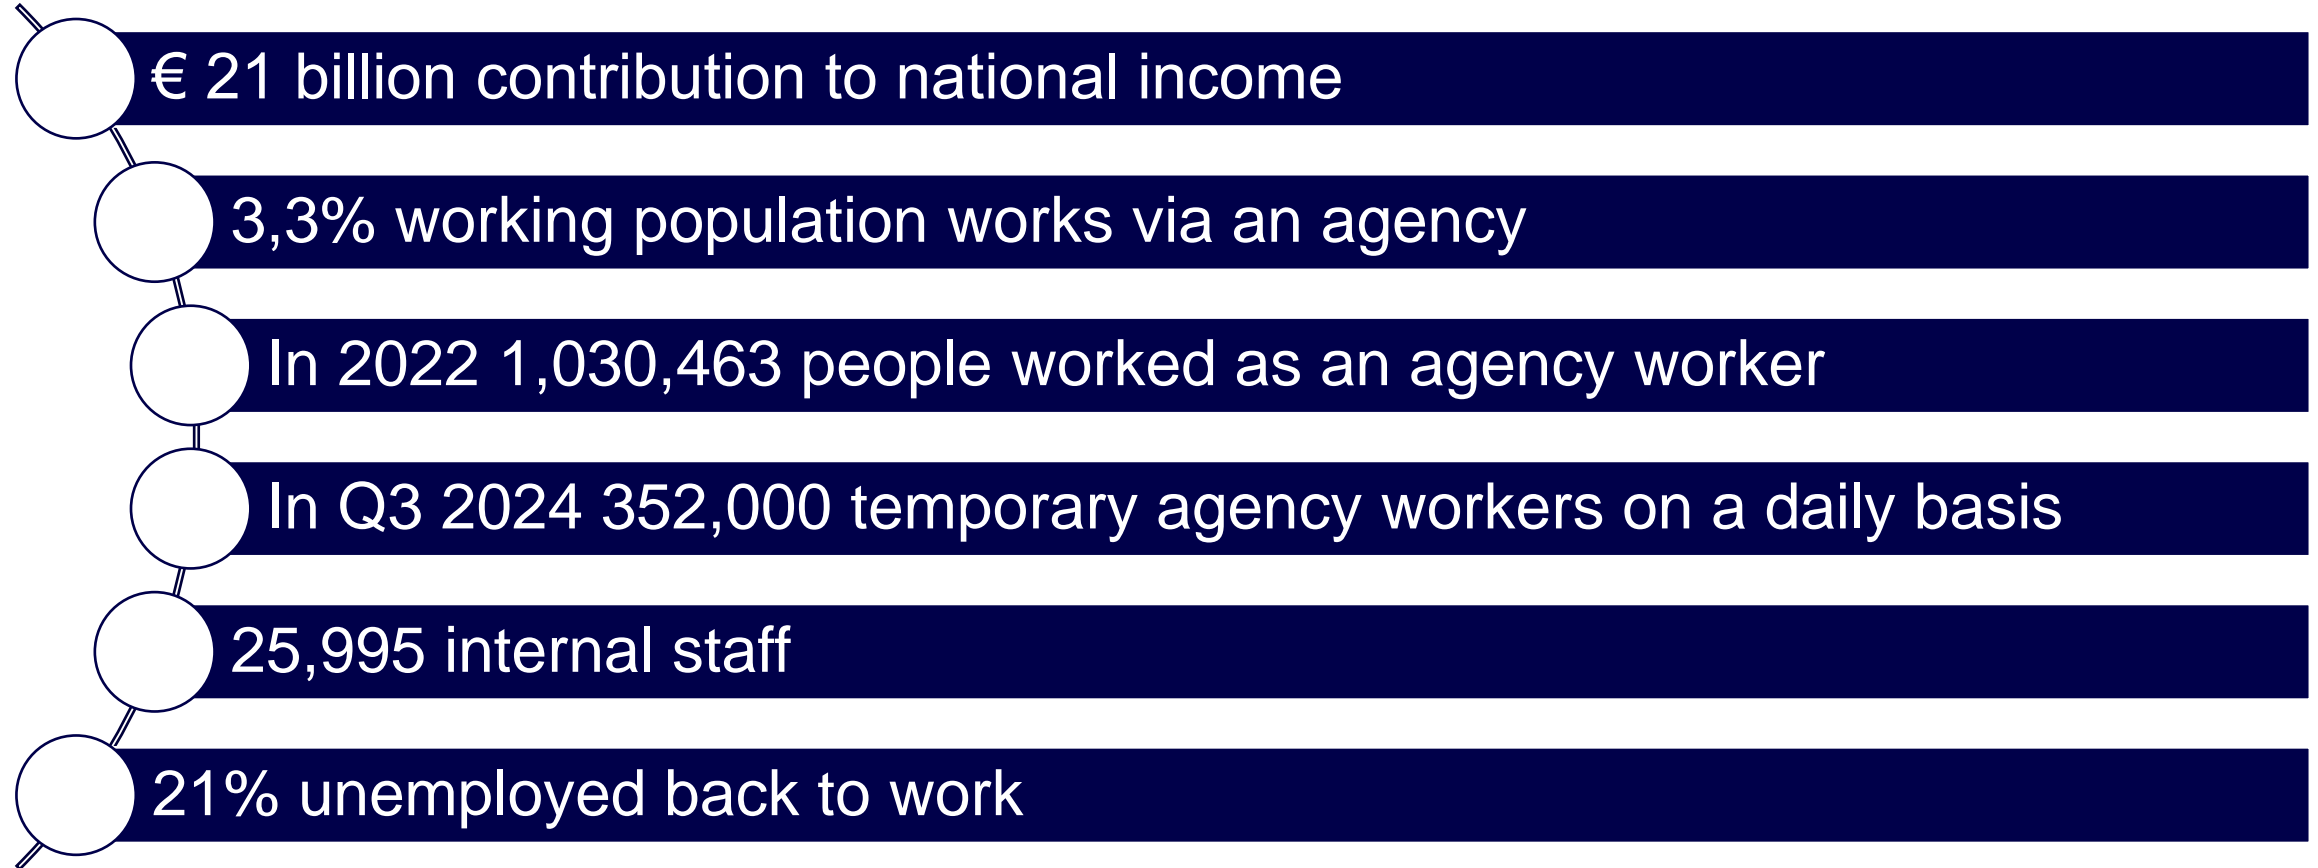 € 21 billion contribution to national income
3,3% working population works via an agency
In 2022 1,030,463 people worked as an agency worker
In Q3 2024 352,000 temporary agency workers on a daily basis
25,995 internal staff
21% unemployed back to work